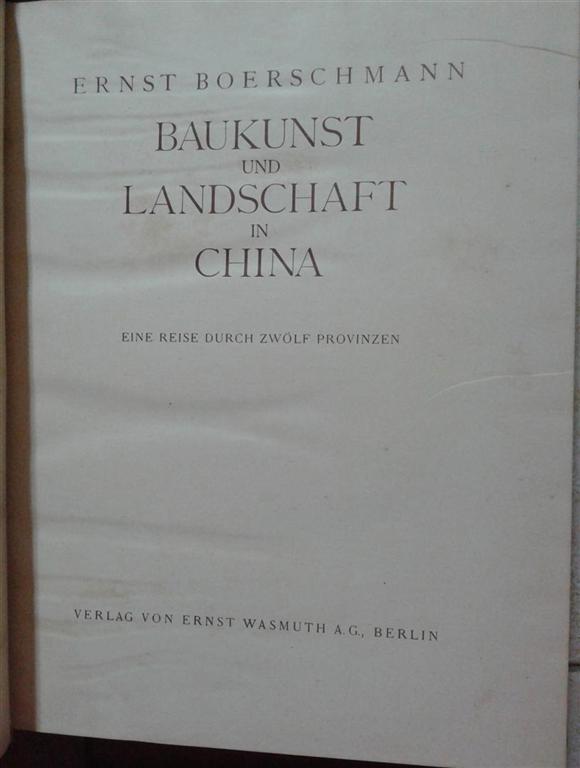 ERNST BOERSCHMANN
BAUKUNST
UND
LANDSCHAFT
IN
CHINA
EINE REISE DURCH ZWÖLF PROVINZEN
VERLAG VON ERNST WASMUTH A.G., BERLIN